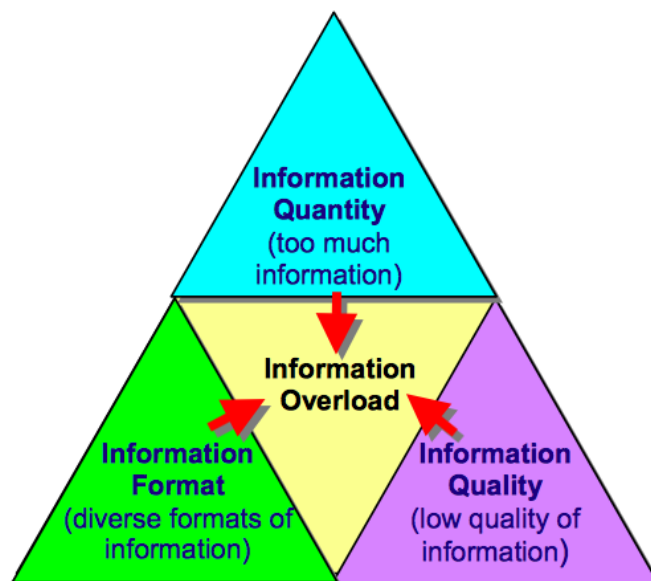 Information
Quantity
(too much
information)
Information
Overload
Information
Format
(diverse formats of
information)
Information
Quality
(low quality of
information)